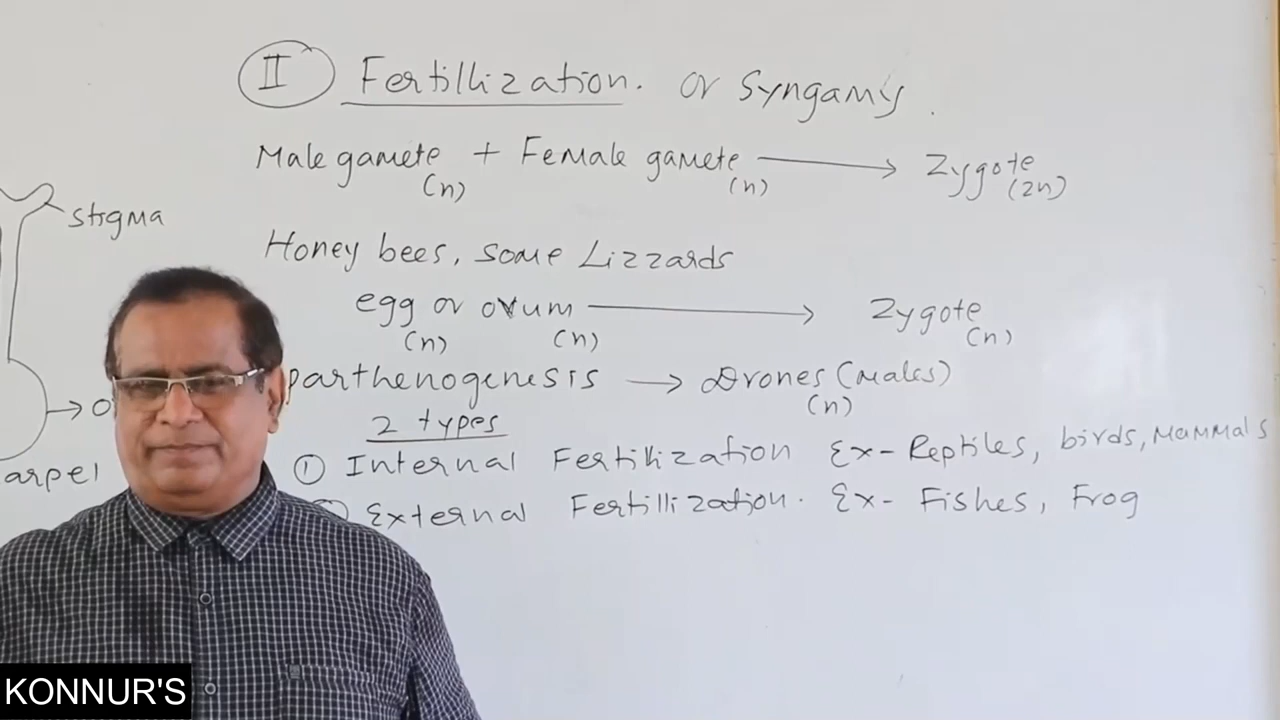 II Fertillization. or Syngamy.
Male gamete + Female gamete → Zygote
(n) (n) (2n)
stigma
Honey bees, some Lizzards
egg or ovum → Zygote
(n) (n) (n)
parthenogenesis → Drones (Males)
(n)
2 types
→ O
① Internal Fertilization Ex- Reptiles, birds, Mammals
arpel
External Fertillization. Ex- Fishes, Frog
KONNUR'S